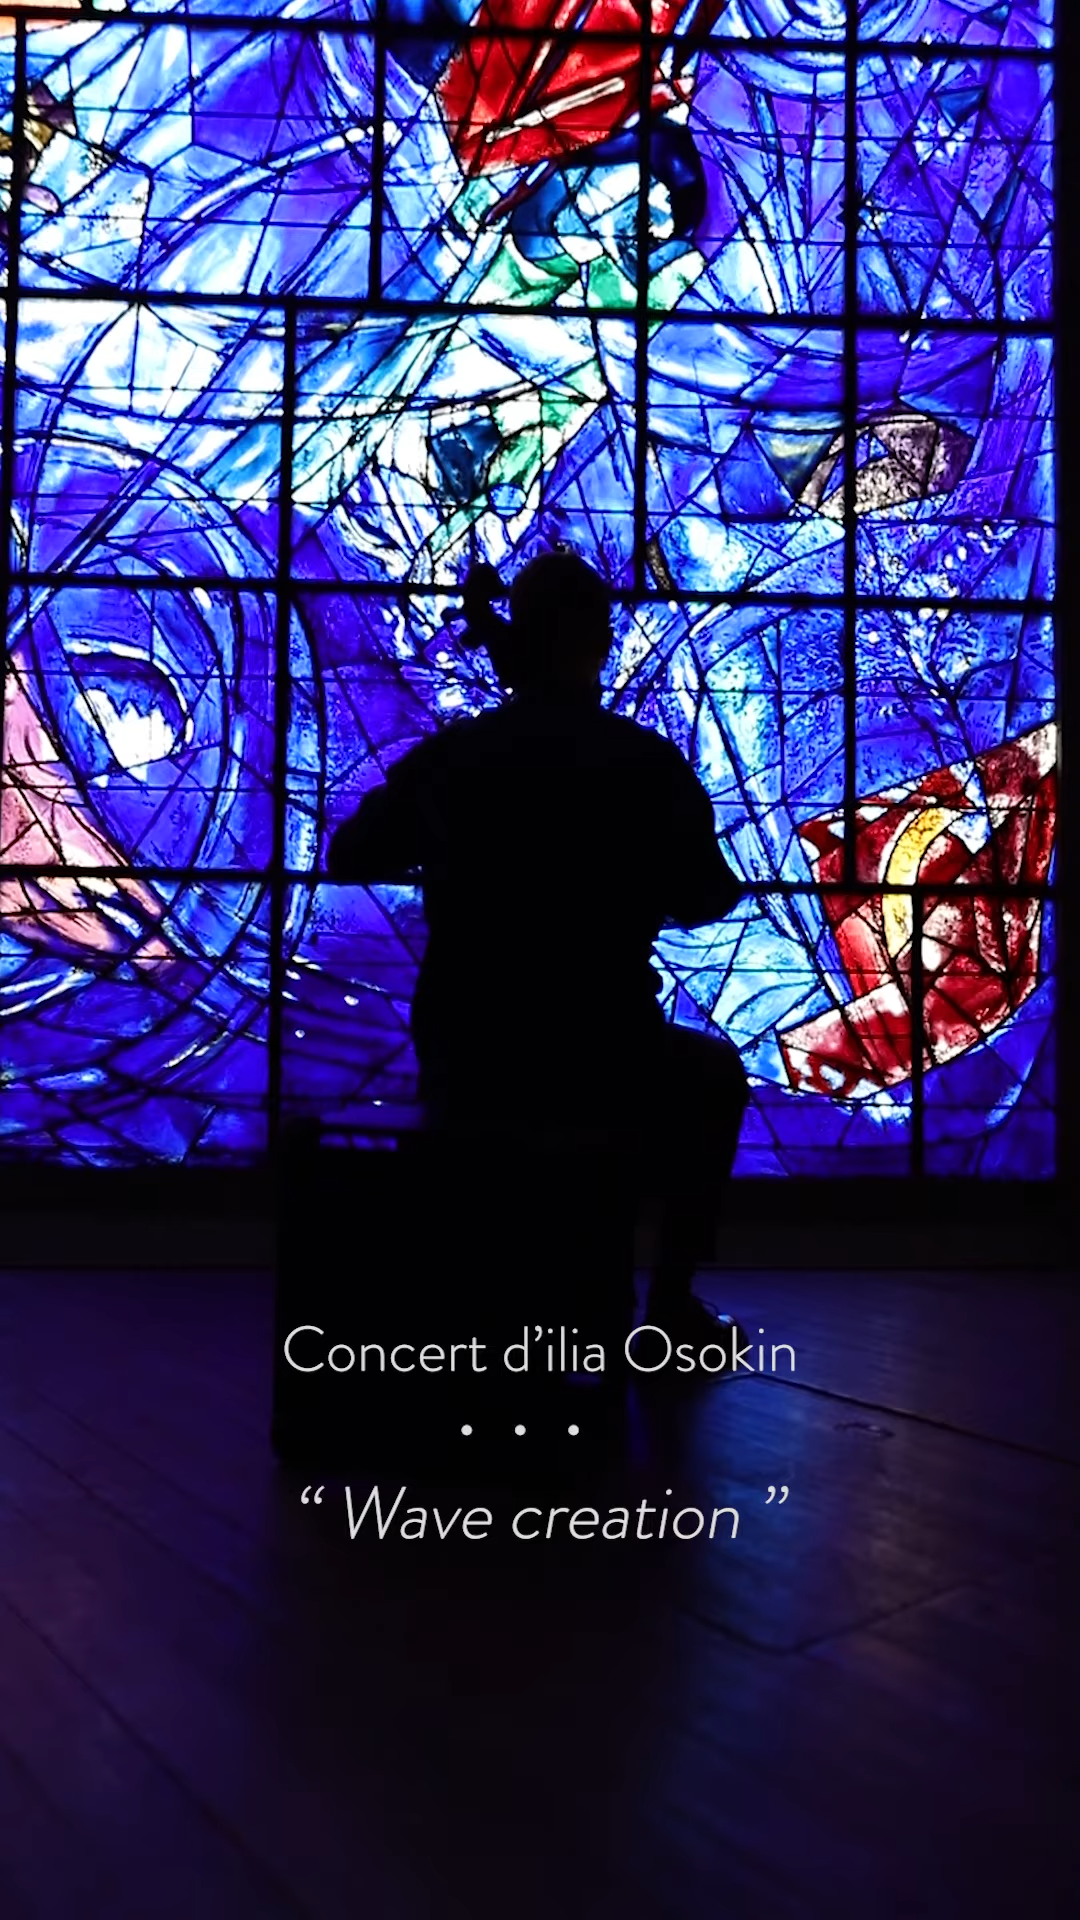 Concert d’ilia Osokin
• • •
“ Wave creation ”